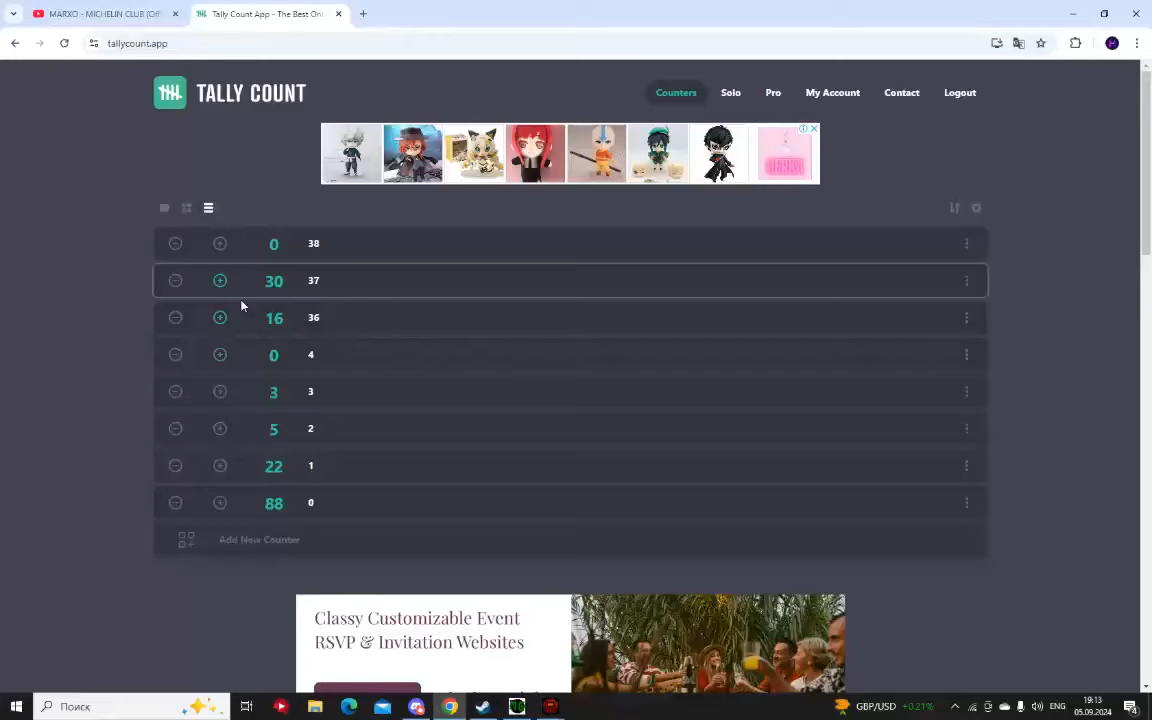 MARXO - MICHELIN CLUB (Offi
Tally Count App - The Best Onl
tallycount.app
TALLY COUNT
Counters
Solo
Pro
My Account
Contact
Logout
0 38
30 37
16 36
0 4
3 3
5 2
22 1
88 0
Add New Counter
Classy Customizable Event
RSVP & Invitation Websites
Поиск
GBP/USD +0.21%
ENG
19:13
05.09.2024
4